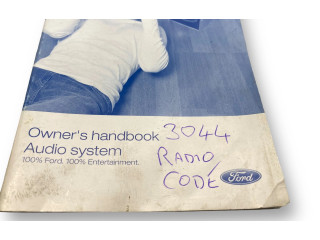 Owner's handbook 3044
Audio system RADIO
100% Ford. 100% Entertainment.
CODE Ford